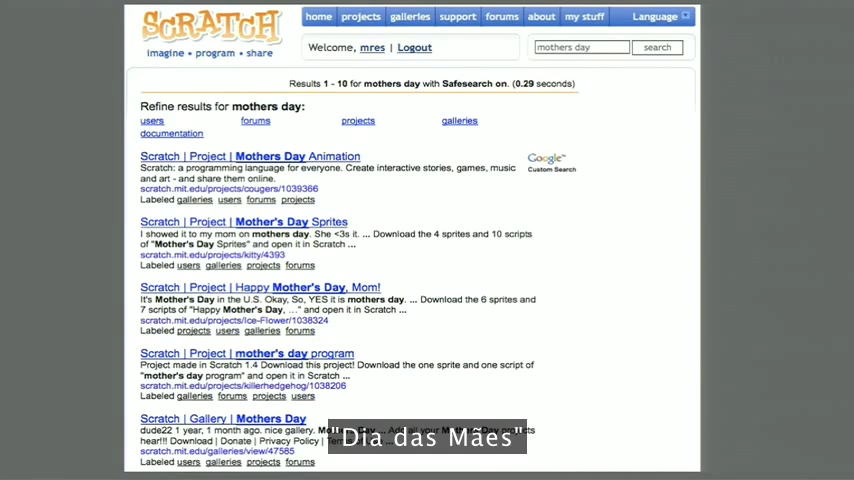 SCRATCH
imagine • program • share
home projects galleries support forums about my stuff Language
Welcome, mres | Logout
mothers day search
Results 1 - 10 for mothers day with Safesearch on. (0.29 seconds)
Refine results for mothers day:
users forums projects galleries
documentation
Scratch | Project | Mothers Day Animation
Scratch: a programming language for everyone. Create interactive stories, games, music
and art - and share them online.
scratch.mit.edu/projects/cougers/1039366
Labeled galleries users forums projects
Google™
Custom Search
Scratch | Project | Mother's Day Sprites
I showed it to my mom on mothers day. She <3s it. ... Download the 4 sprites and 10 scripts
of "Mother's Day Sprites" and open it in Scratch ...
scratch.mit.edu/projects/kitty/4393
Labeled users galleries projects forums
Scratch | Project | Happy Mother's Day, Mom!
It's Mother's Day in the U.S. Okay, So, YES it is mothers day. ... Download the 6 sprites and
7 scripts of "Happy Mother's Day, ..." and open it in Scratch ...
scratch.mit.edu/projects/Ice-Flower/1038324
Labeled projects users galleries forums
Scratch | Project | mother's day program
Project made in Scratch 1.4 Download this project! Download the one sprite and one script of
"mother's day program" and open it in Scratch ...
scratch.mit.edu/projects/killerhedgehog/1038206
Labeled galleries forums projects users
Scratch | Gallery | Mothers Day
dude22 1 year, 1 month ago. nice gallery.
hear!!! Download | Donate | Privacy Policy |
scratch.mit.edu/galleries/view/47585
Labeled users galleries projects forums
"Dia das Mães"